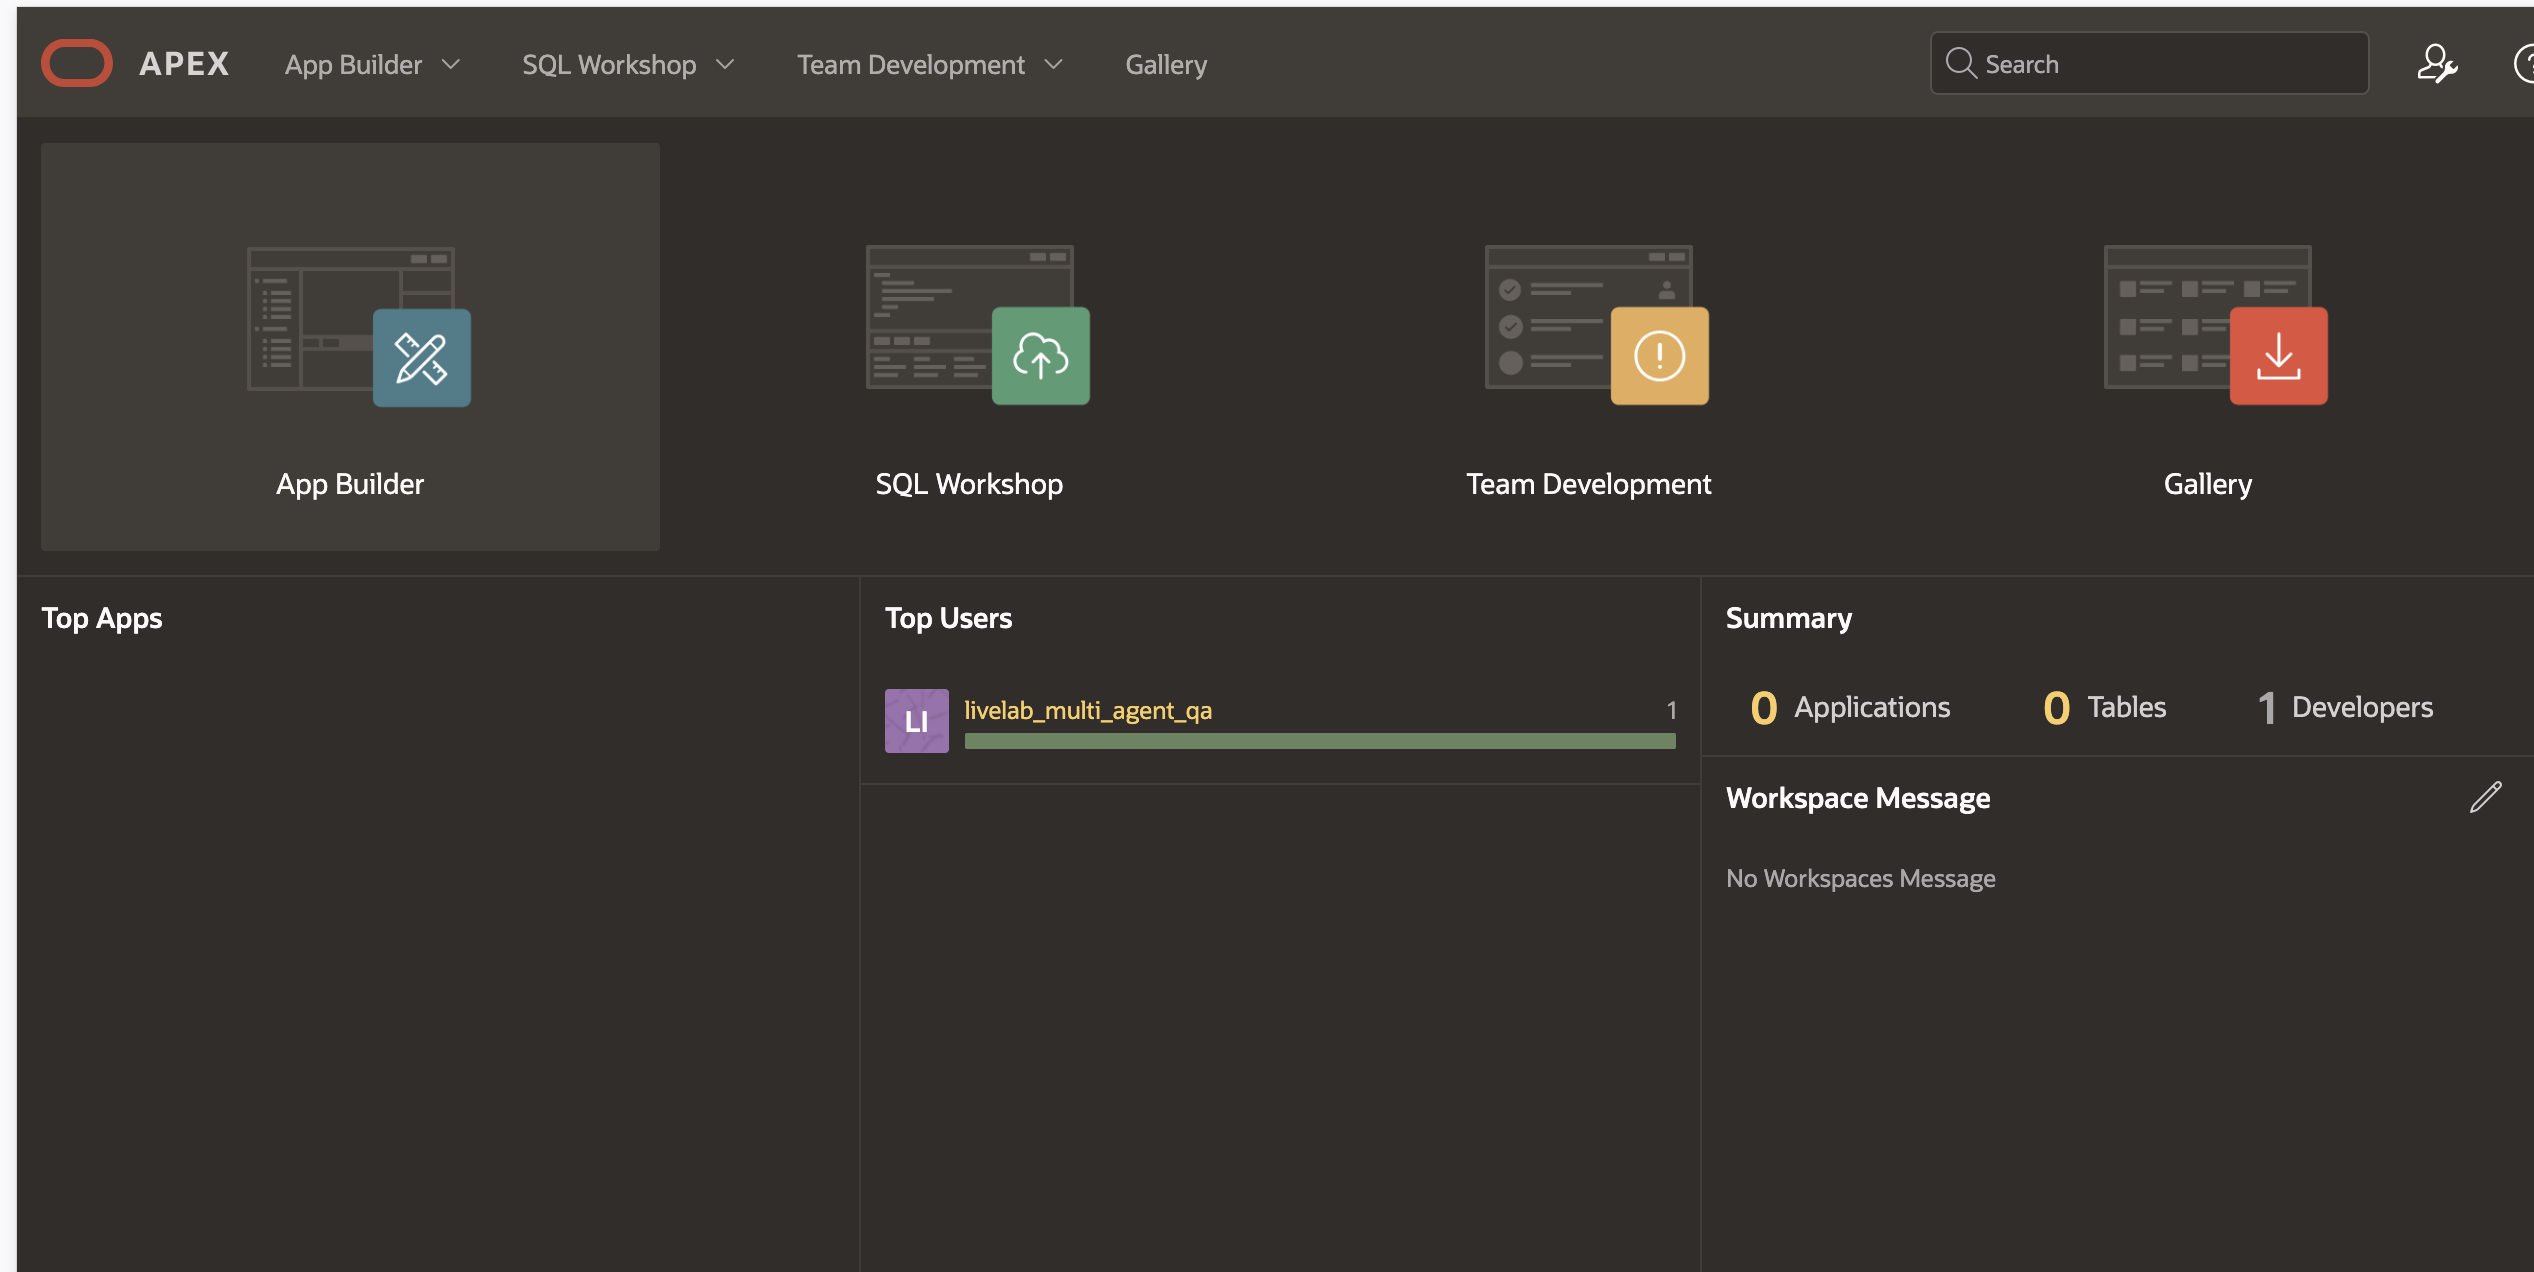 APEX App Builder SQL Workshop Team Development Gallery Search
App Builder SQL Workshop Team Development Gallery
Top Apps
Top Users
LI livelab_multi_agent_qa 1
Summary
0 Applications 0 Tables 1 Developers
Workspace Message
No Workspaces Message